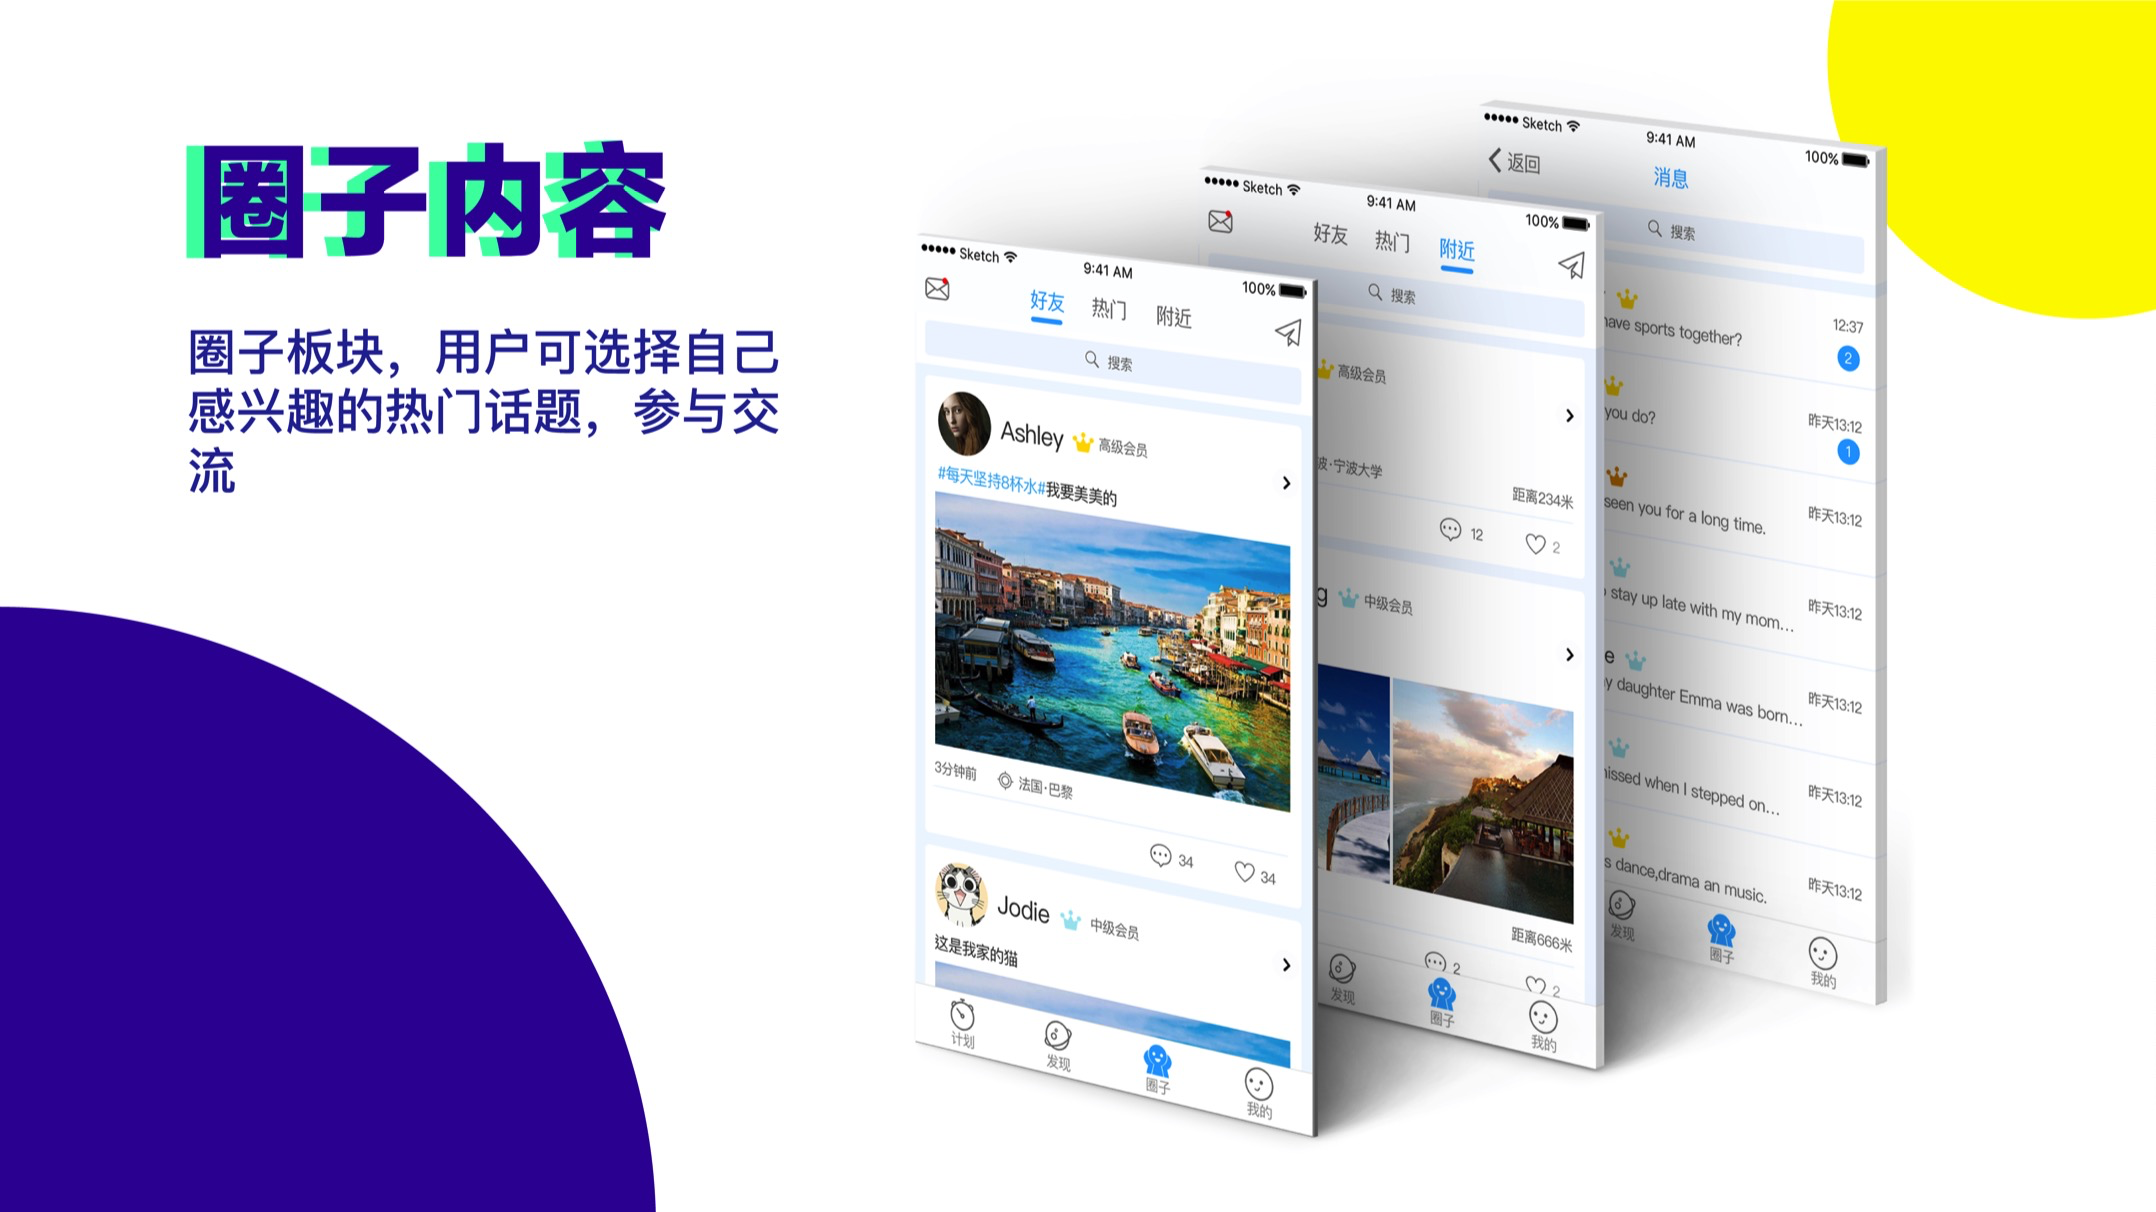 圈子内容
圈子板块，用户可选择自己
感兴趣的热门话题，参与交
流
Sketch
9:41 AM
100%
好友
热门
附近
搜索
Ashley
高级会员
#每天坚持8杯水#我要美美的
3分钟前
法国·巴黎
34
34
Jodie
中级会员
这是我家的猫
计划
发现
圈子
我的
Sketch
9:41 AM
100%
好友
热门
附近
搜索
高级会员
波·宁波大学
距离234米
12
2
g
中级会员
距离666米
2
2
发现
圈子
我的
Sketch
9:41 AM
100%
返回
消息
搜索
have sports together?
12:37
2
you do?
昨天13:12
1
seen you for a long time.
昨天13:12
stay up late with my mom...
昨天13:12
e
y daughter Emma was born...
昨天13:12
missed when I stepped on...
昨天13:12
s dance,drama an music.
昨天13:12
发现
圈子
我的